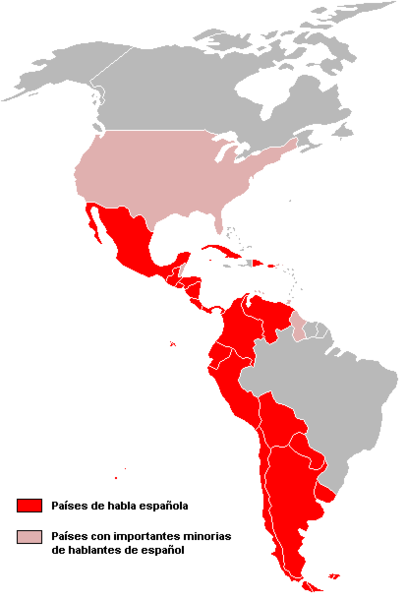 Países de habla española
Países con importantes minorias
de hablantes de español